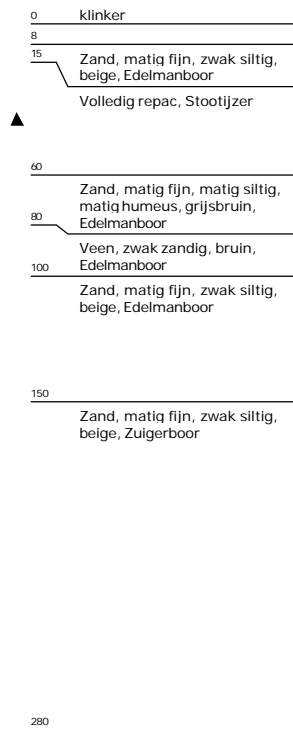 0 klinker
8
15 Zand, matig fijn, zwak siltig,
beige, Edelmanboor
Volledig repac, Stootijzer
60
Zand, matig fijn, matig siltig,
matig humeus, grijsbruin,
80 Edelmanboor
Veen, zwak zandig, bruin,
100 Edelmanboor
Zand, matig fijn, zwak siltig,
beige, Edelmanboor
150
Zand, matig fijn, zwak siltig,
beige, Zuigerboor
280